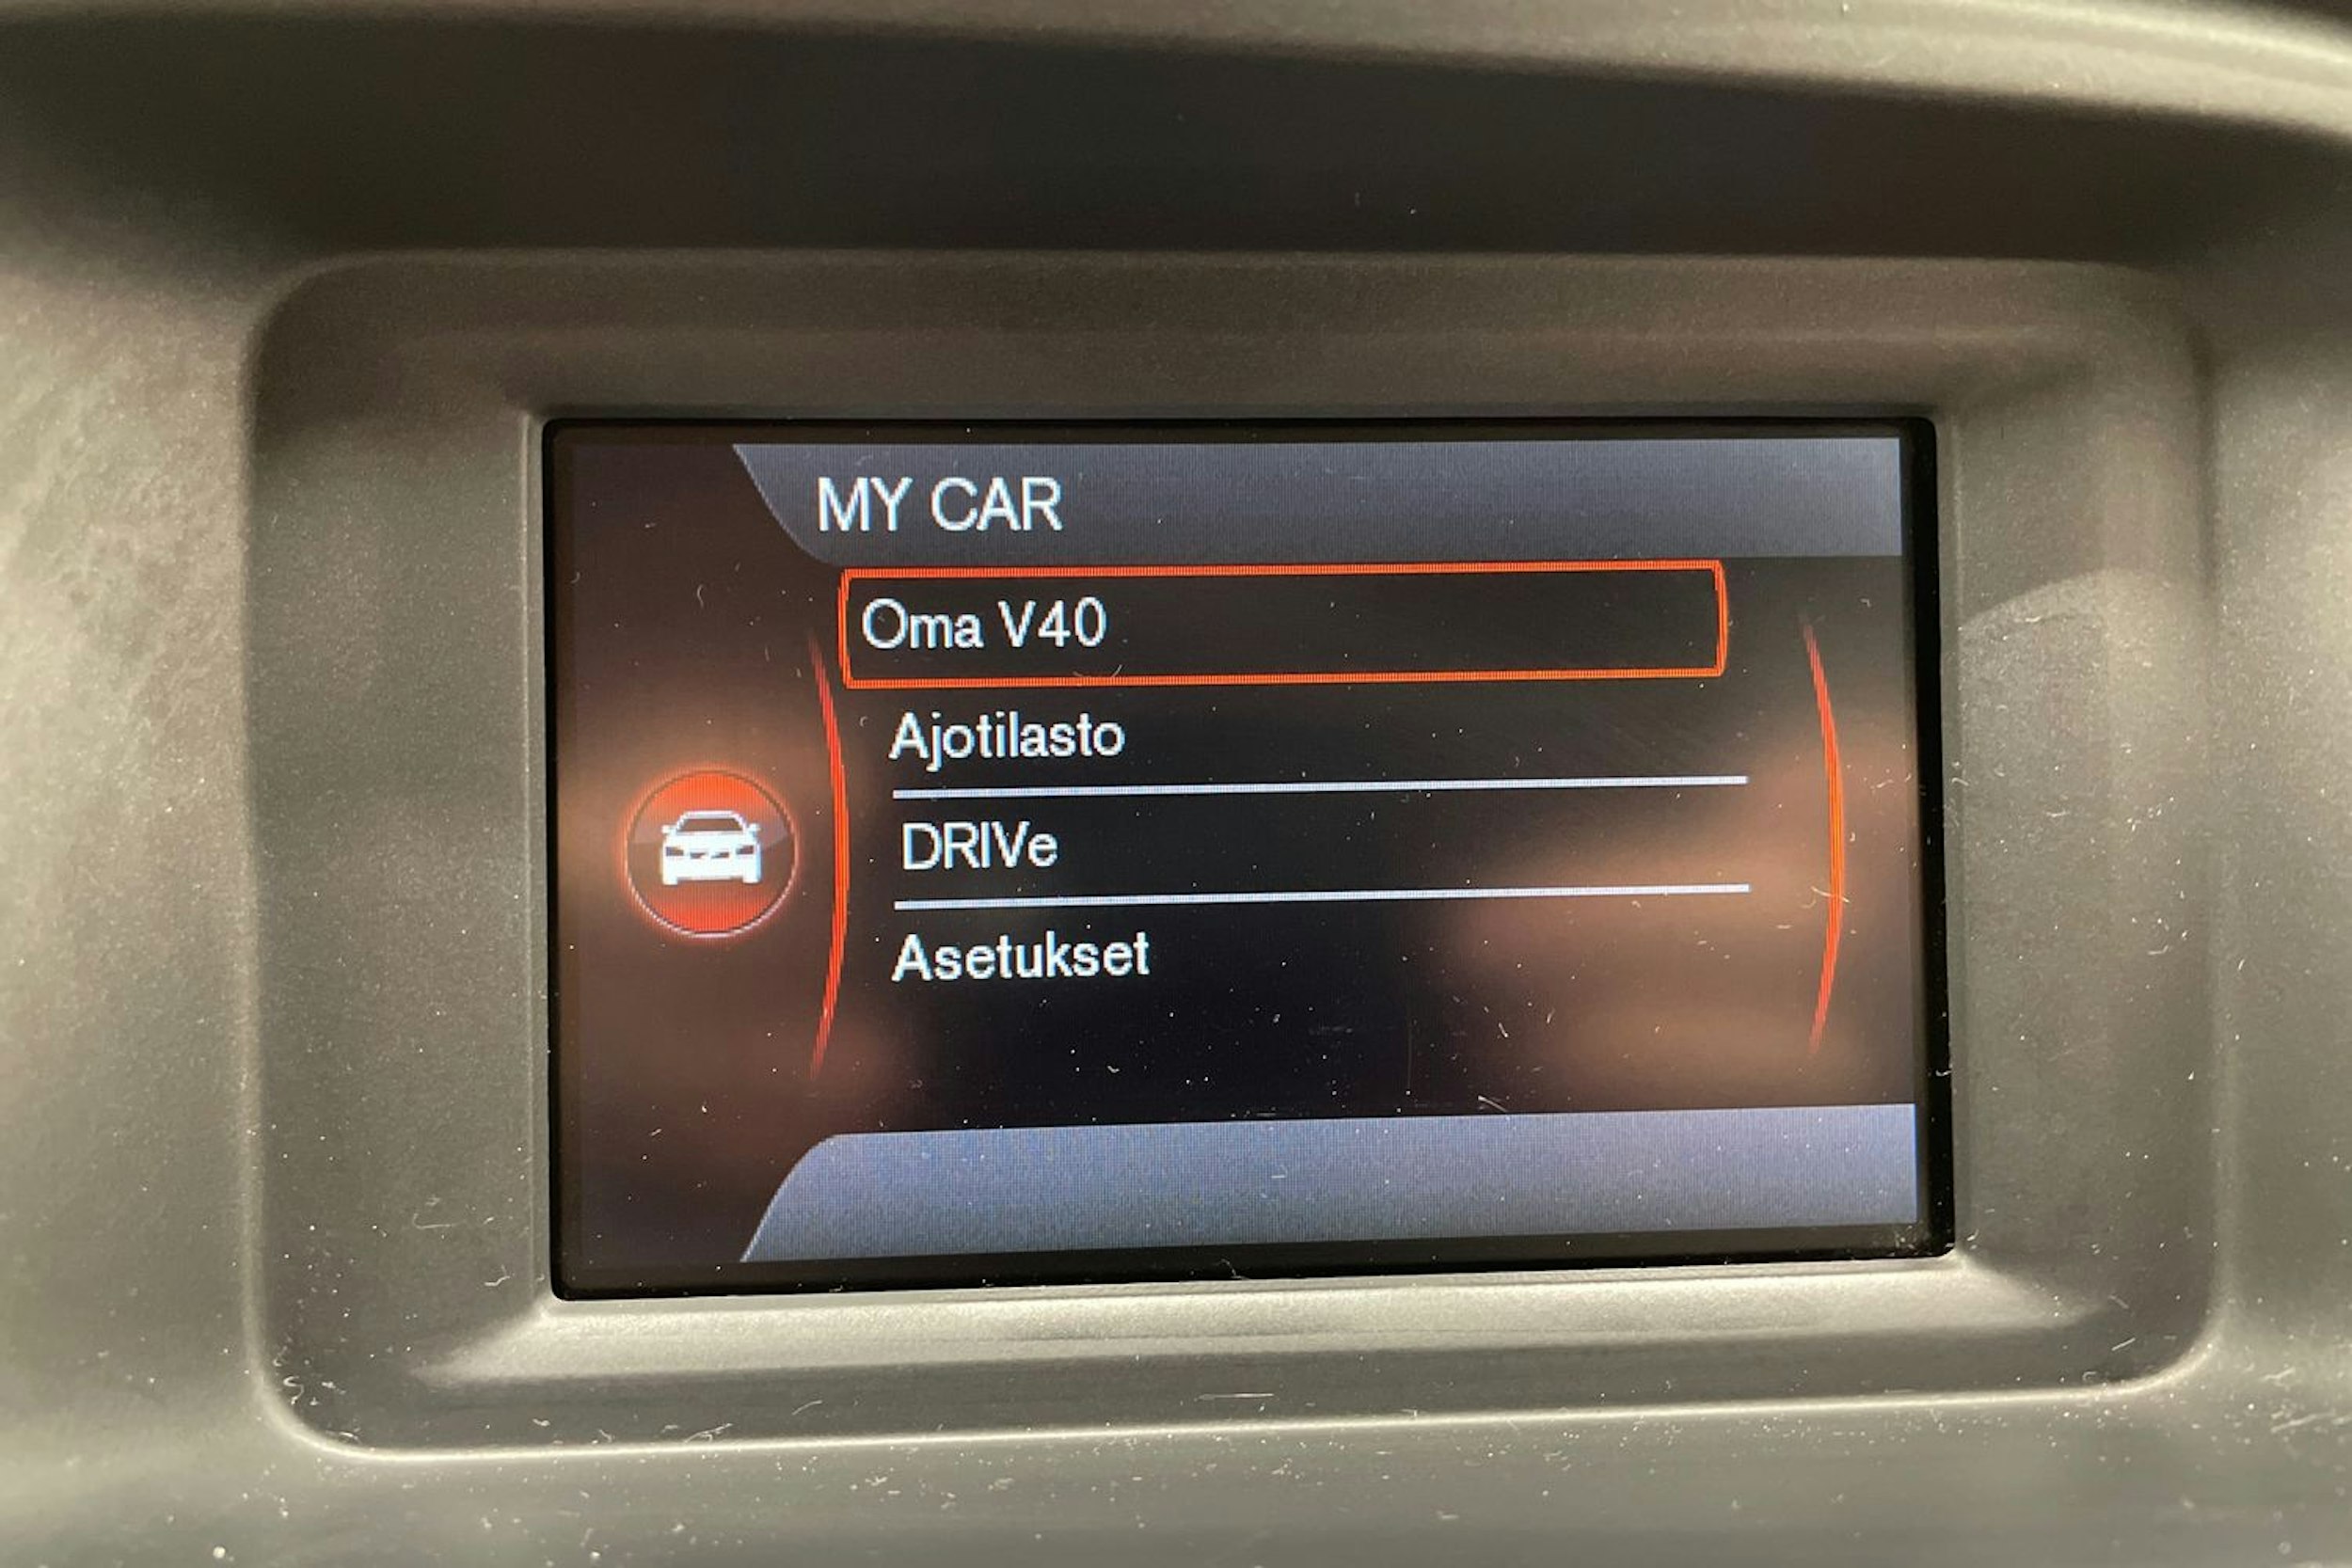 MY CAR
Oma V40
Ajotilasto
DRIVe
Asetukset